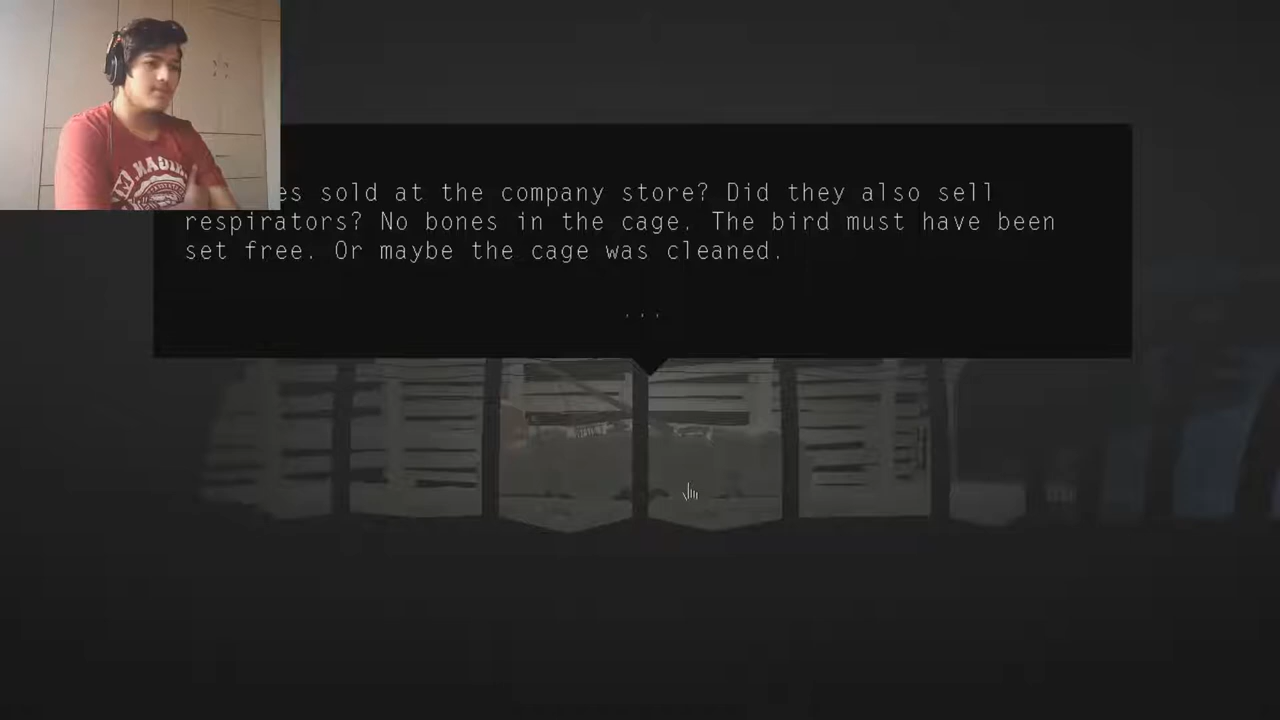 sold at the company store? Did they also sell
respirators? No bones in the cage. The bird must have been
set free. Or maybe the cage was cleaned.
...